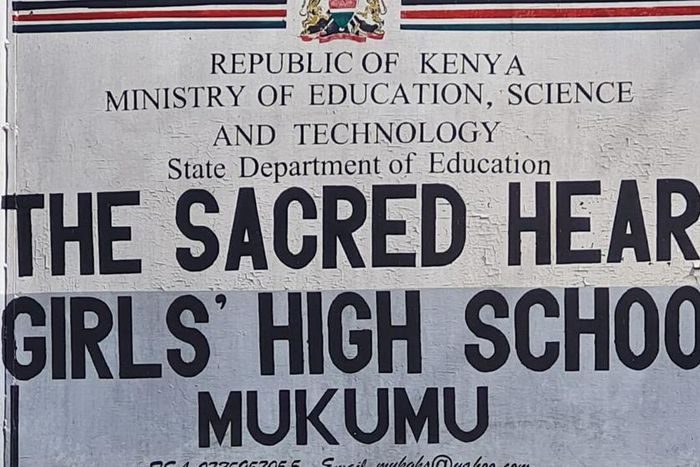 REPUBLIC OF KENYA
MINISTRY OF EDUCATION, SCIENCE
AND TECHNOLOGY
State Department of Education
THE SACRED HEAR
GIRLS' HIGH SCHOO
MUKUMU
Email